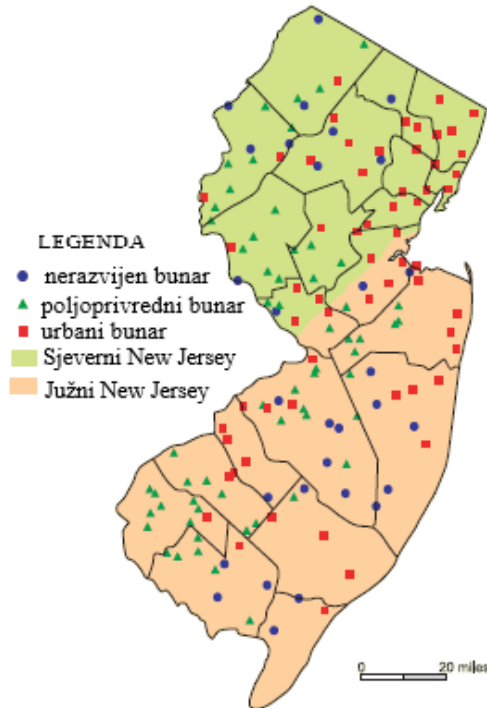 LEGENDA
nerazvijen bunar
poljoprivredni bunar
urbani bunar
Sjeverni New Jersey
Južni New Jersey
0 20 miles